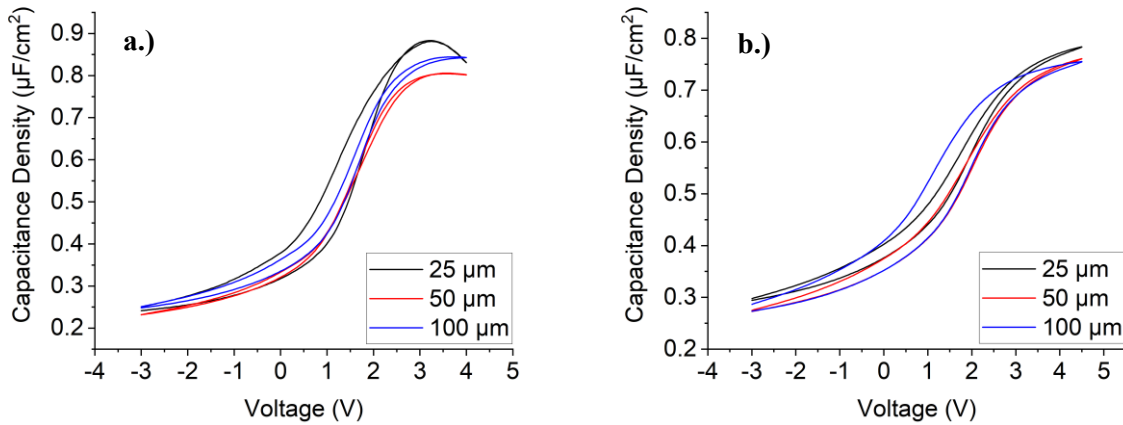 a.)
Capacitance Density (µF/cm²)
0.9
0.8
0.7
0.6
0.5
0.4
0.3
0.2
-4 -3 -2 -1 0 1 2 3 4 5
Voltage (V)
25 µm
50 µm
100 µm
b.)
Capacitance Density (µF/cm²)
0.8
0.7
0.6
0.5
0.4
0.3
0.2
-4 -3 -2 -1 0 1 2 3 4 5
Voltage (V)
25 µm
50 µm
100 µm